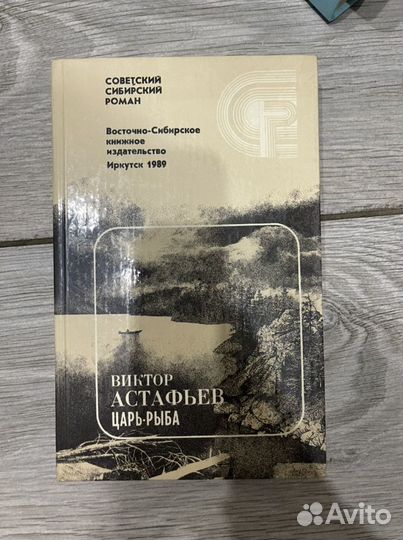 СОВЕТСКИЙ
СИБИРСКИЙ
РОМАН
Восточно-Сибирское
книжное
издательство
Иркутск 1989
ВИКТОР
АСТАФЬЕВ
ЦАРЬ-РЫБА
Avito